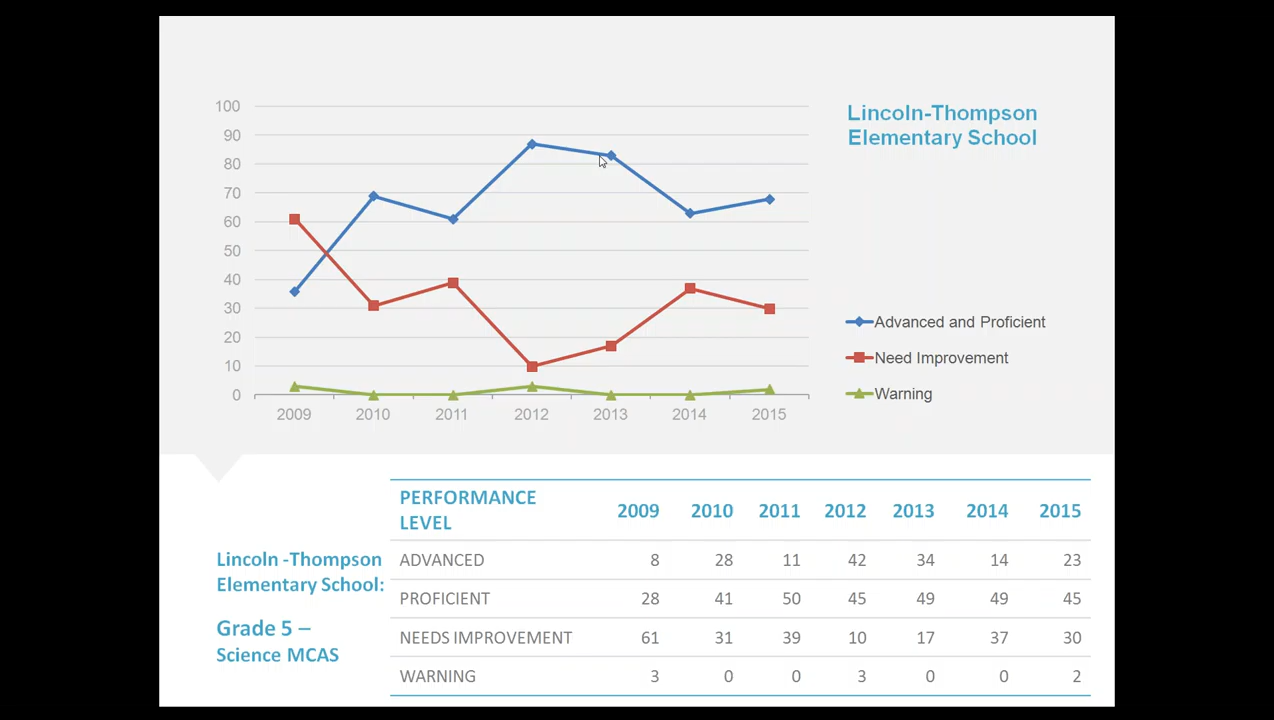 Lincoln-Thompson
Elementary School
100
90
80
70
60
50
40
30
20
10
0
2009 2010 2011 2012 2013 2014 2015
Advanced and Proficient
Need Improvement
Warning
Lincoln -Thompson
Elementary School:
Grade 5 –
Science MCAS
PERFORMANCE
LEVEL
2009 2010 2011 2012 2013 2014 2015
ADVANCED 8 28 11 42 34 14 23
PROFICIENT 28 41 50 45 49 49 45
NEEDS IMPROVEMENT 61 31 39 10 17 37 30
WARNING 3 0 0 3 0 0 2